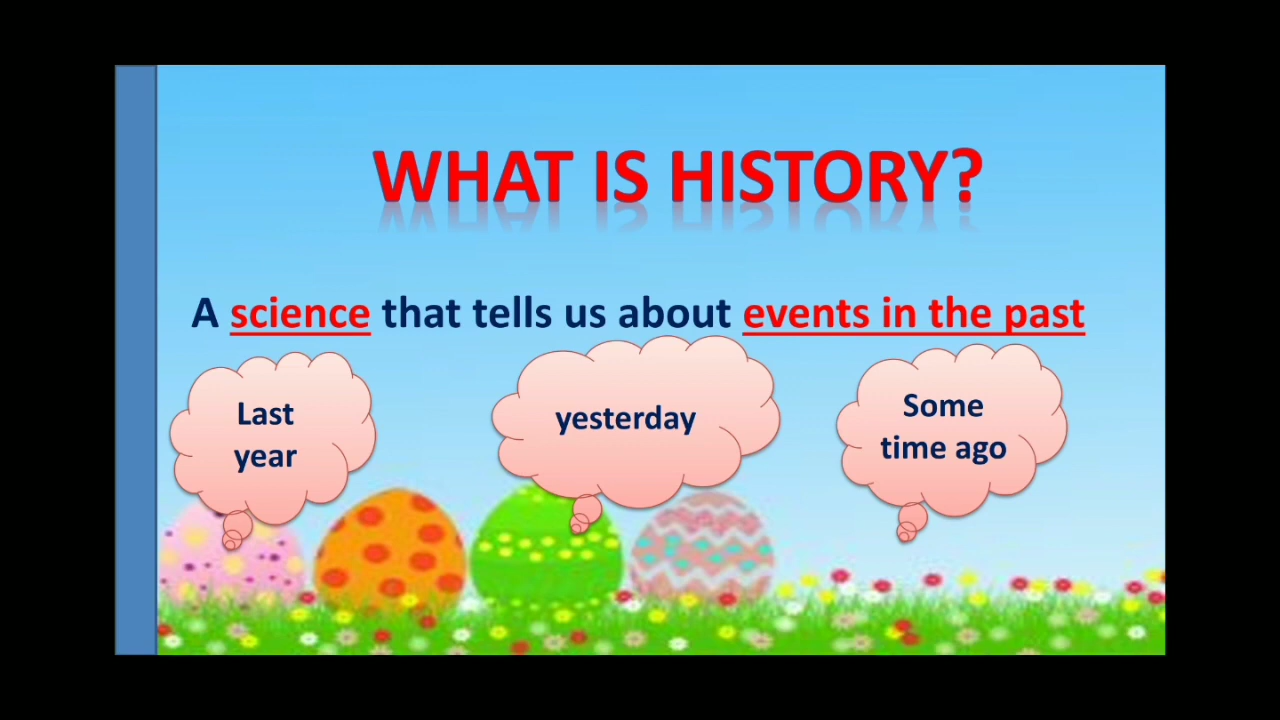 WHAT IS HISTORY?
A science that tells us about events in the past
Last
year
yesterday
Some
time ago